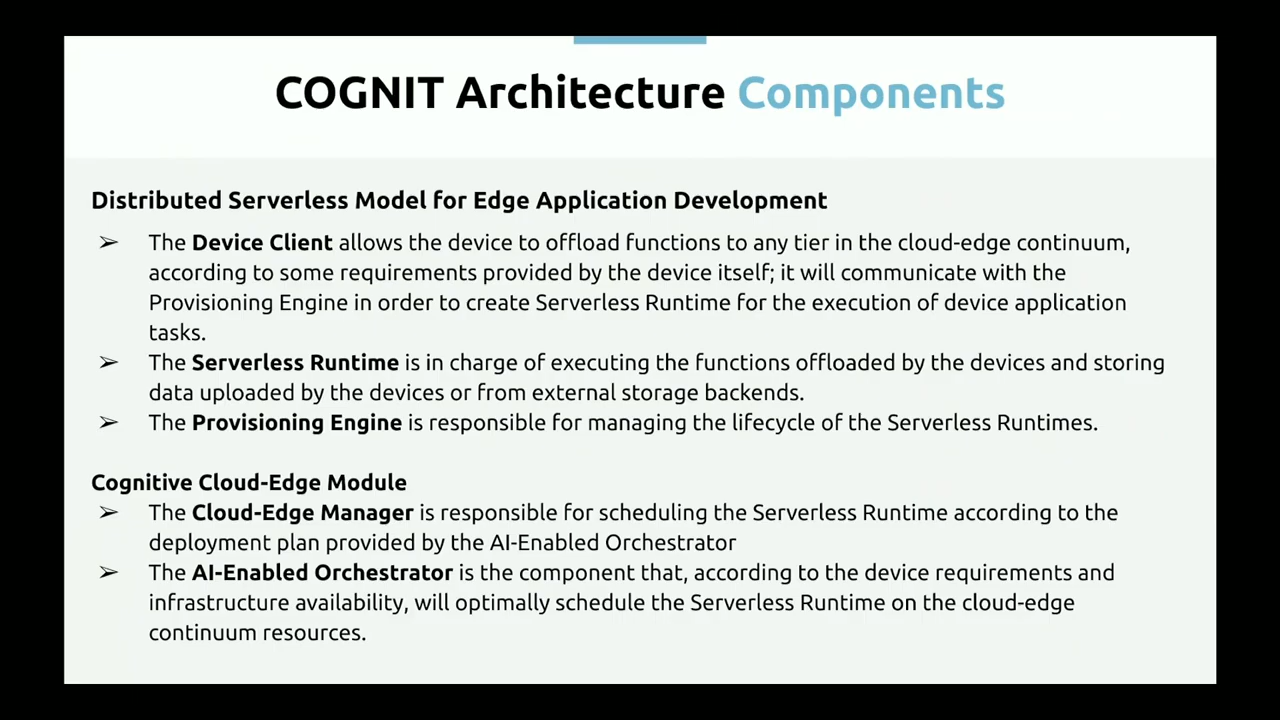 COGNIT Architecture Components
Distributed Serverless Model for Edge Application Development
➢ The Device Client allows the device to offload functions to any tier in the cloud-edge continuum,
according to some requirements provided by the device itself; it will communicate with the
Provisioning Engine in order to create Serverless Runtime for the execution of device application
tasks.
➢ The Serverless Runtime is in charge of executing the functions offloaded by the devices and storing
data uploaded by the devices or from external storage backends.
➢ The Provisioning Engine is responsible for managing the lifecycle of the Serverless Runtimes.
Cognitive Cloud-Edge Module
➢ The Cloud-Edge Manager is responsible for scheduling the Serverless Runtime according to the
deployment plan provided by the AI-Enabled Orchestrator
➢ The AI-Enabled Orchestrator is the component that, according to the device requirements and
infrastructure availability, will optimally schedule the Serverless Runtime on the cloud-edge
continuum resources.